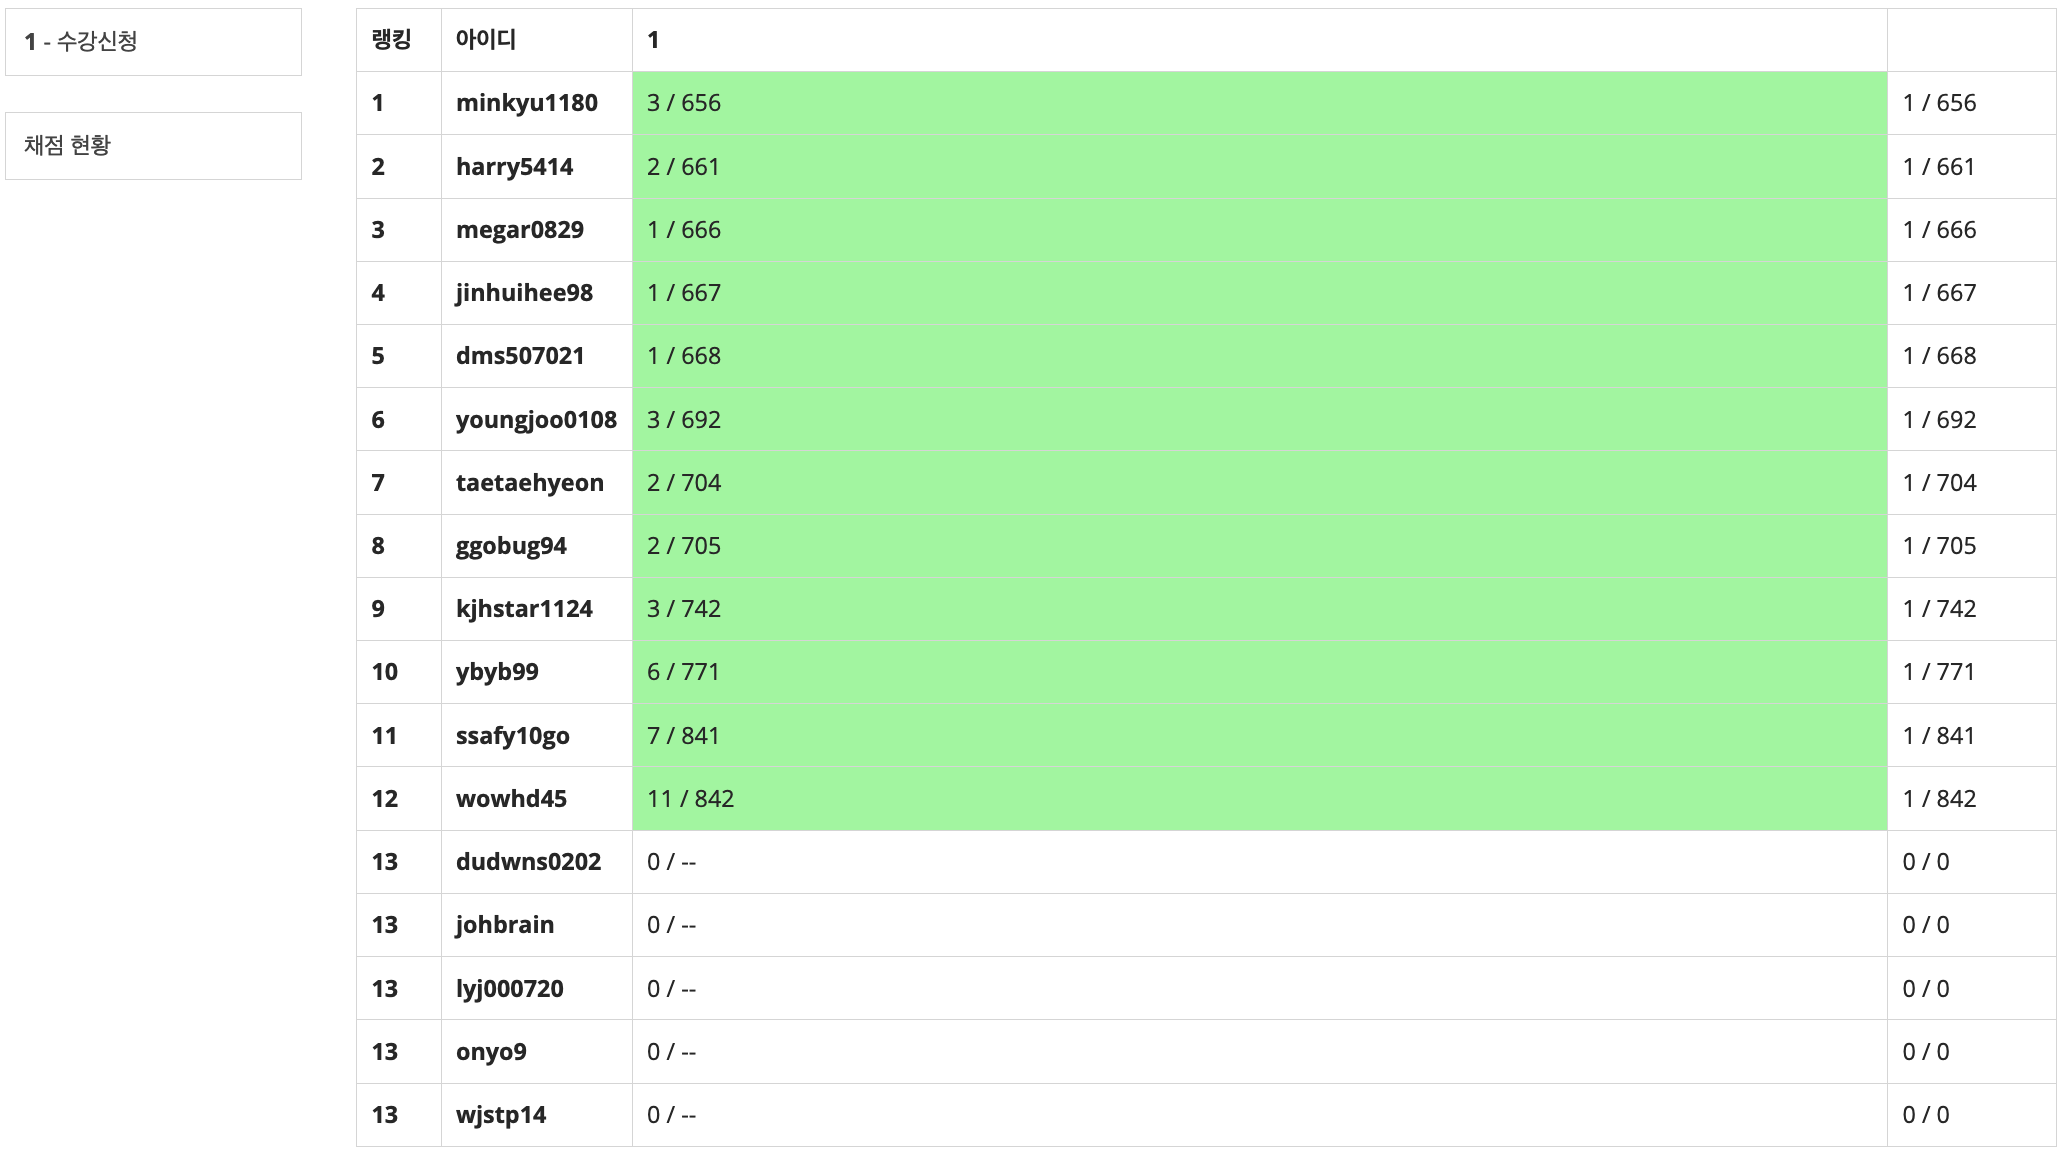 1 - 수강신청
채점 현황
랭킹 아이디 1
1 minkyu1180 3 / 656 1 / 656
2 harry5414 2 / 661 1 / 661
3 megar0829 1 / 666 1 / 666
4 jinhuihee98 1 / 667 1 / 667
5 dms507021 1 / 668 1 / 668
6 youngjoo0108 3 / 692 1 / 692
7 taetaehyeon 2 / 704 1 / 704
8 ggobug94 2 / 705 1 / 705
9 kjhstar1124 3 / 742 1 / 742
10 ybyb99 6 / 771 1 / 771
11 ssafy10go 7 / 841 1 / 841
12 wowhd45 11 / 842 1 / 842
13 dudwns0202 0 / -- 0 / 0
13 johbrain 0 / -- 0 / 0
13 lyj000720 0 / -- 0 / 0
13 onyo9 0 / -- 0 / 0
13 wjstp14 0 / -- 0 / 0